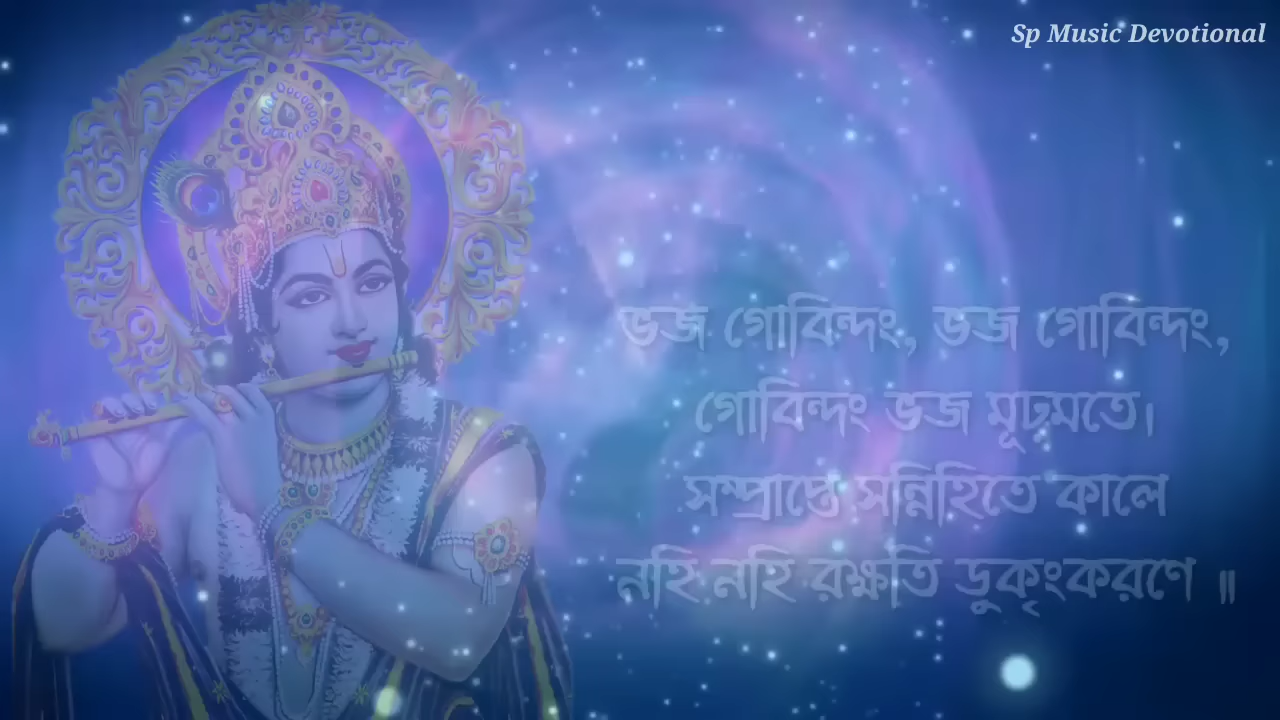 Sp Music Devotional
ভজ গোবিন্দং, ভজ গোবিন্দং,
গোবিন্দং ভজ মূঢ়মতে।
সম্প্রাপ্তে সন্নিহিতে কালে
নহি নহি রক্ষতি ডুকৃংকরণে ॥